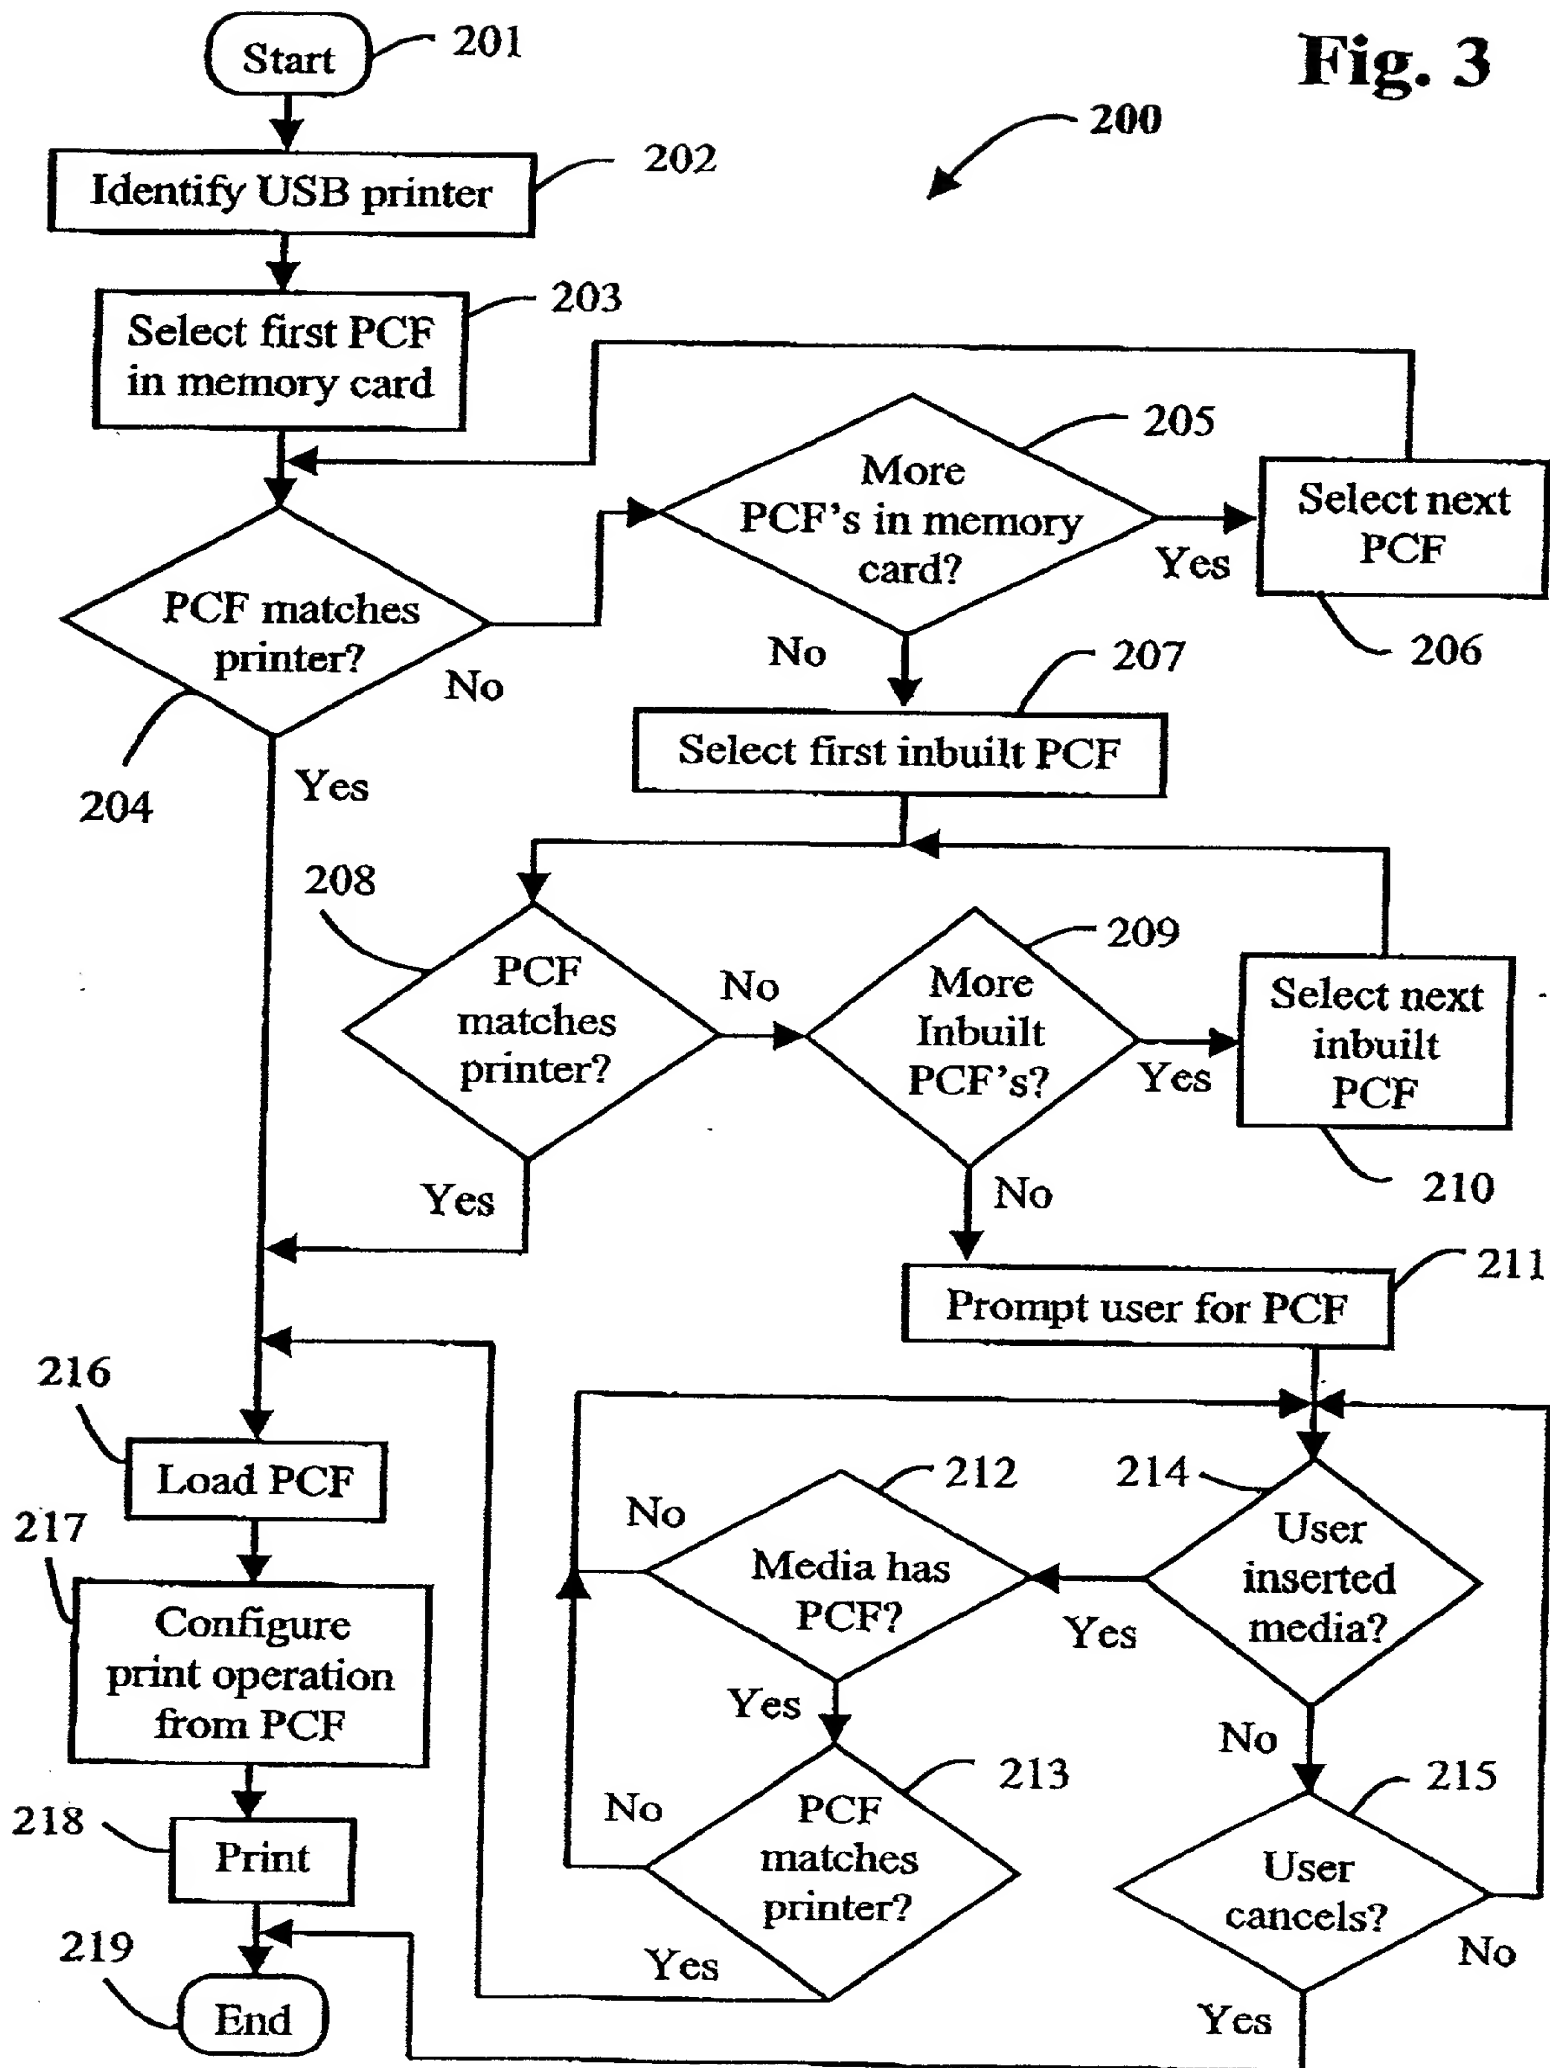 Fig. 3
Start
201
200
Identify USB printer
202
Select first PCF
in memory card
203
More
PCF's in memory
card?
205
Yes
No
Select next
PCF
206
PCF matches
printer?
No
204
Yes
207
Select first inbuilt PCF
208
PCF
matches
printer?
No
Yes
209
More
Inbuilt
PCF's?
Yes
No
Select next
inbuilt
PCF
210
211
Prompt user for PCF
216
Load PCF
217
Configure
print operation
from PCF
218
Print
219
End
212
No
Media has
PCF?
Yes
214
User
inserted
media?
Yes
No
213
No
PCF
matches
printer?
Yes
215
User
cancels?
No
Yes